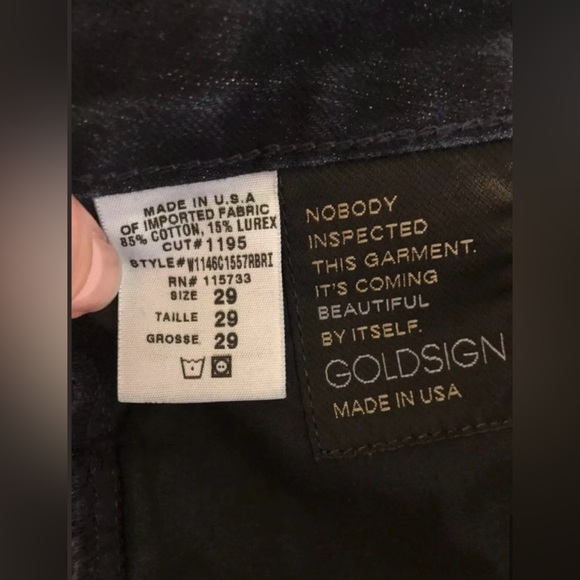 MADE IN U.S.A
OF IMPORTED FABRIC
85% COTTON, 15% LUREX
CUT# 1195
STYLE# W1146C1557RBRI
RN# 115733
SIZE 29
TAILLE 29
GROSSE 29
NOBODY
INSPECTED
THIS GARMENT.
IT'S COMING
BEAUTIFUL
BY ITSELF.
GOLDSIGN
MADE IN USA